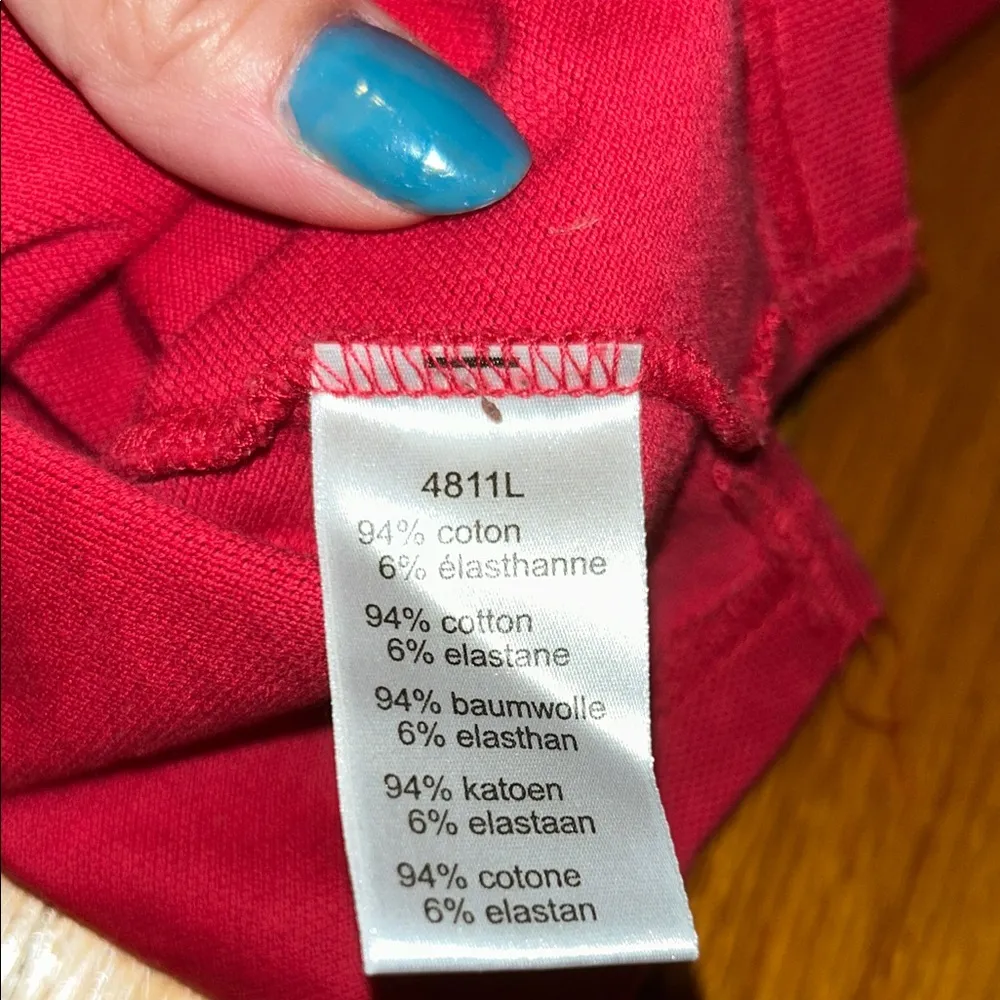 4811L
94% coton
6% élasthanne
94% cotton
6% elastane
94% baumwolle
6% elasthan
94% katoen
6% elastaan
94% cotone
6% elastan